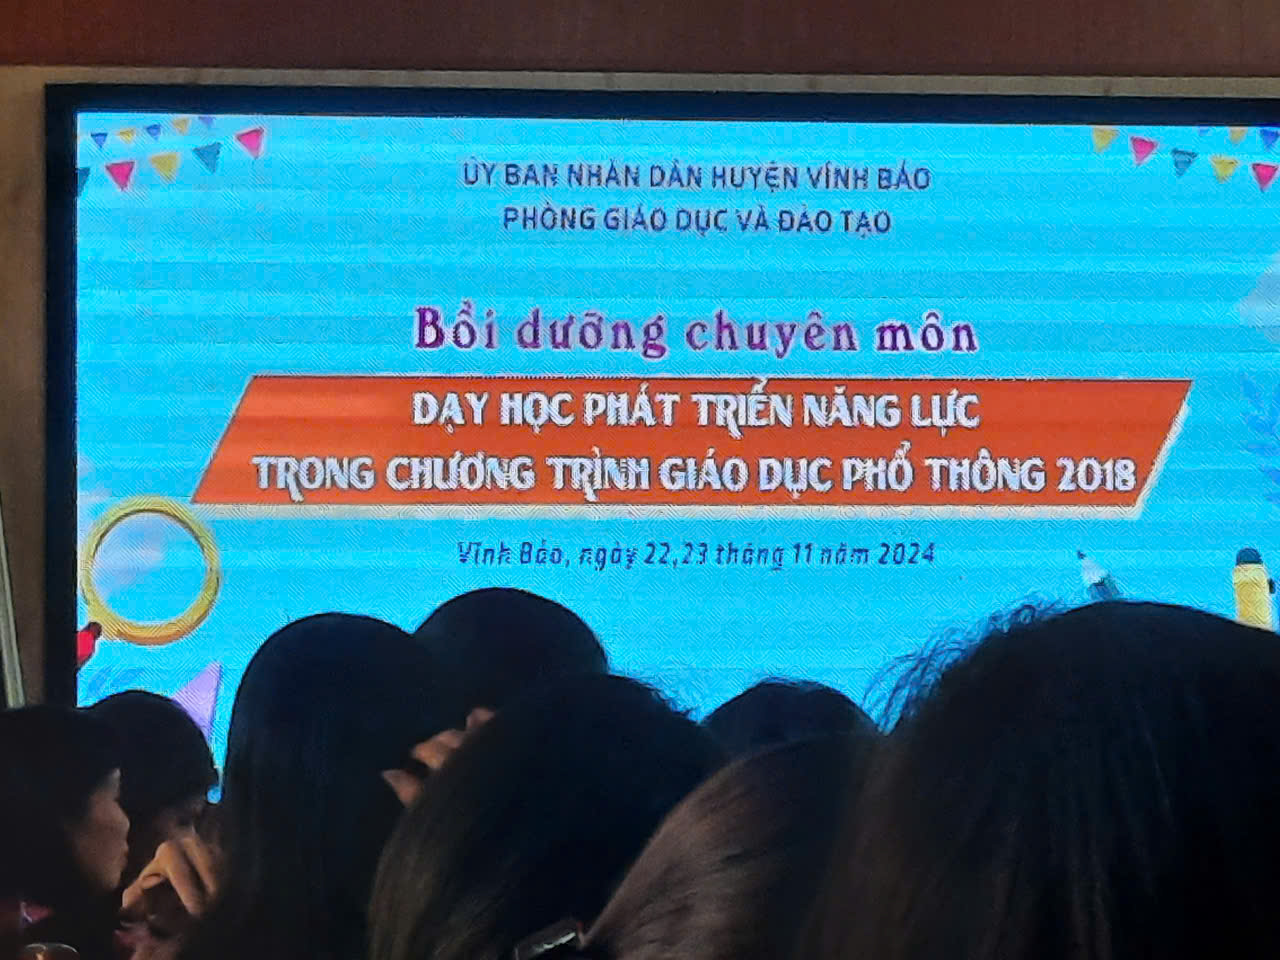 ỦY BAN NHÂN DÂN HUYỆN VĨNH BẢO
PHÒNG GIÁO DỤC VÀ ĐÀO TẠO
Bồi dưỡng chuyên môn
DẠY HỌC PHÁT TRIỂN NĂNG LỰC
TRONG CHƯƠNG TRÌNH GIÁO DỤC PHỔ THÔNG 2018
Vĩnh Bảo, ngày 22,23 tháng 11 năm 2024